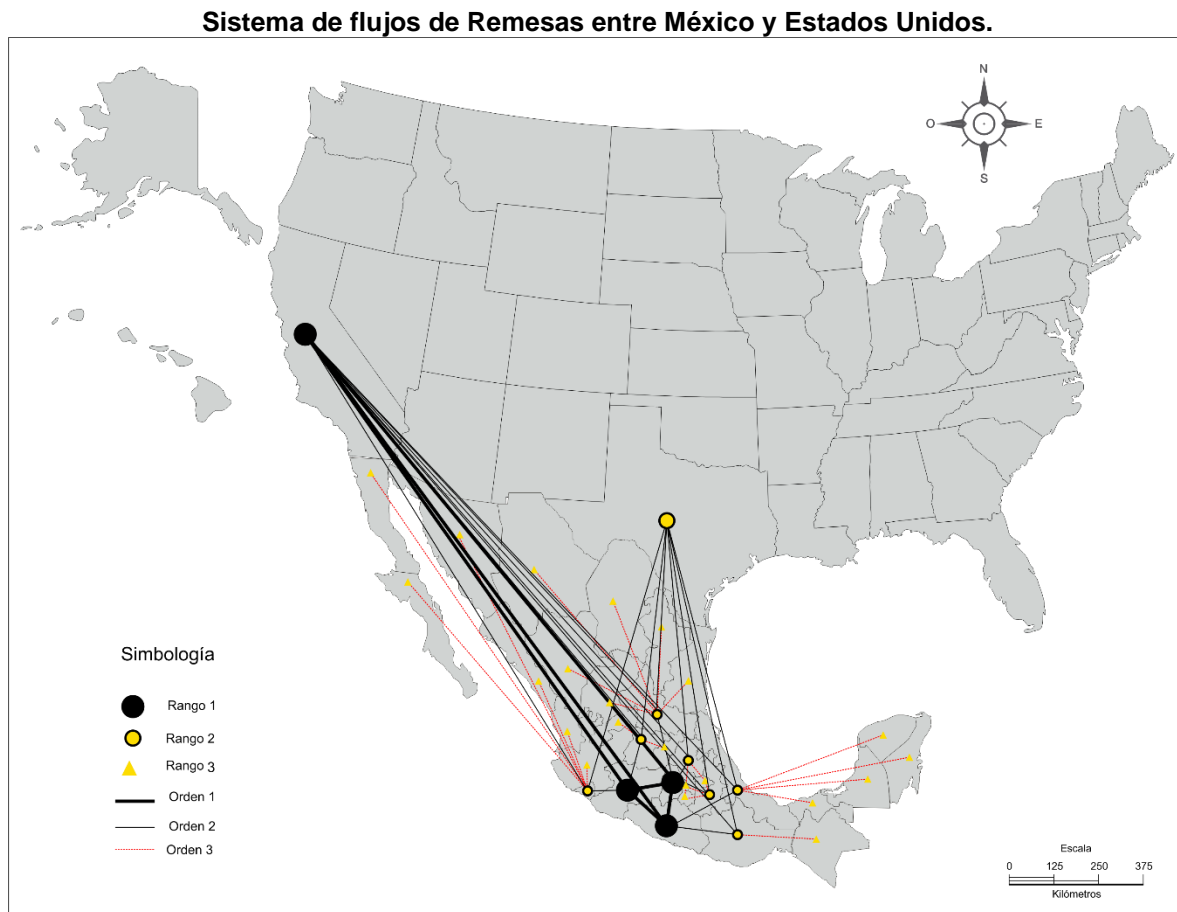 Sistema de flujos de Remesas entre México y Estados Unidos.
N
O
E
S
Simbología
Rango 1
Rango 2
Rango 3
Orden 1
Orden 2
Orden 3
Escala
0 125 250 375
Kilómetros